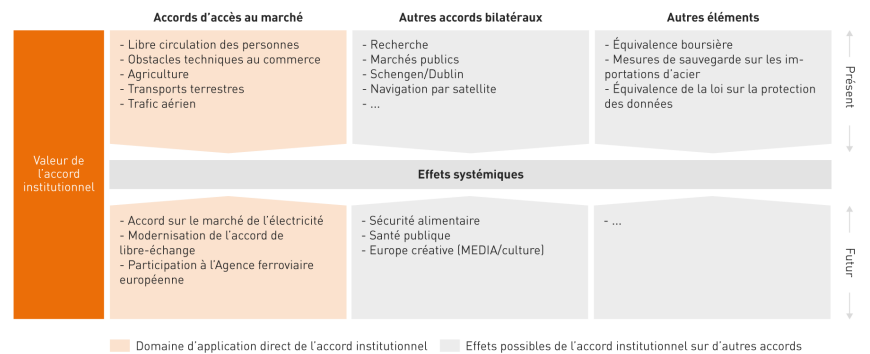 Accords d’accès au marché
Autres accords bilatéraux
Autres éléments
Valeur de
l’accord
institutionnel
- Libre circulation des personnes
- Obstacles techniques au commerce
- Agriculture
- Transports terrestres
- Trafic aérien
- Recherche
- Marchés publics
- Schengen/Dublin
- Navigation par satellite
- ...
- Équivalence boursière
- Mesures de sauvegarde sur les im-
portations d’acier
- Équivalence de la loi sur la protection
des données
Présent
Effets systémiques
- Accord sur le marché de l’électricité
- Modernisation de l’accord de
libre-échange
- Participation à l’Agence ferroviaire
européenne
- Sécurité alimentaire
- Santé publique
- Europe créative (MEDIA/culture)
- ...
Futur
Domaine d’application direct de l’accord institutionnel
Effets possibles de l’accord institutionnel sur d’autres accords